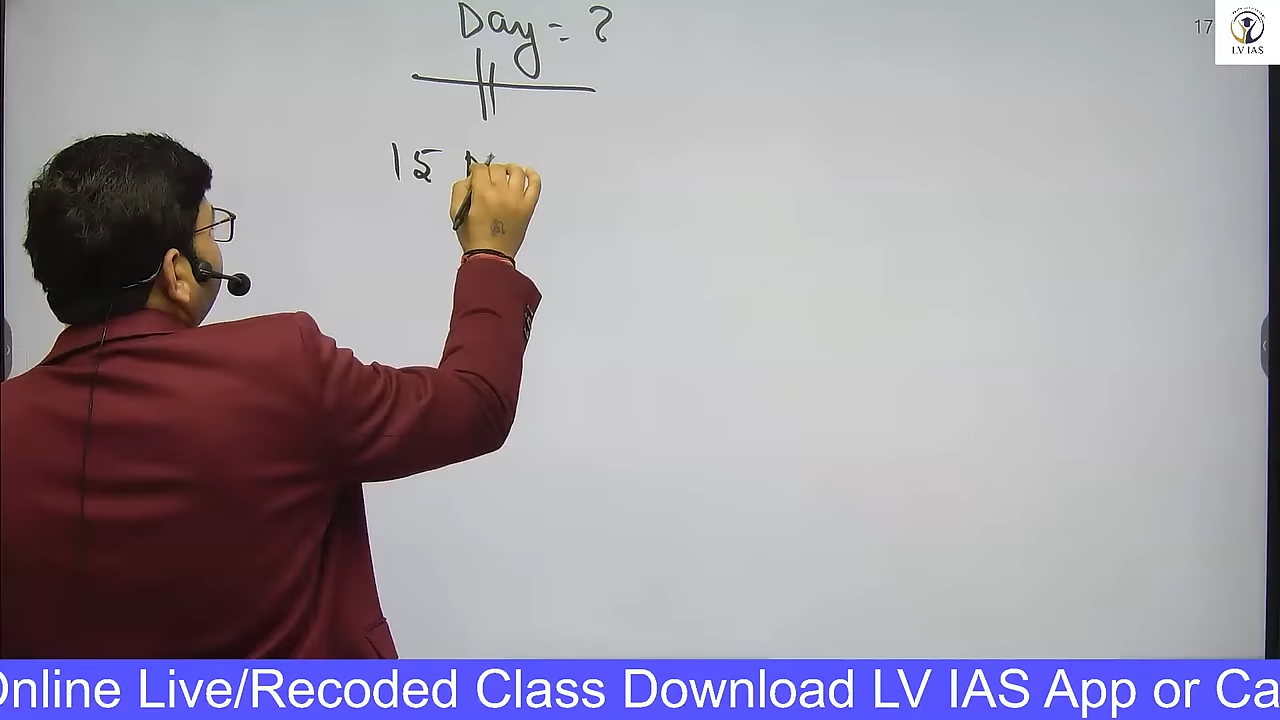 Day = ?
17
LV IAS
15
Online Live/Recoded Class Download LV IAS App or Ca